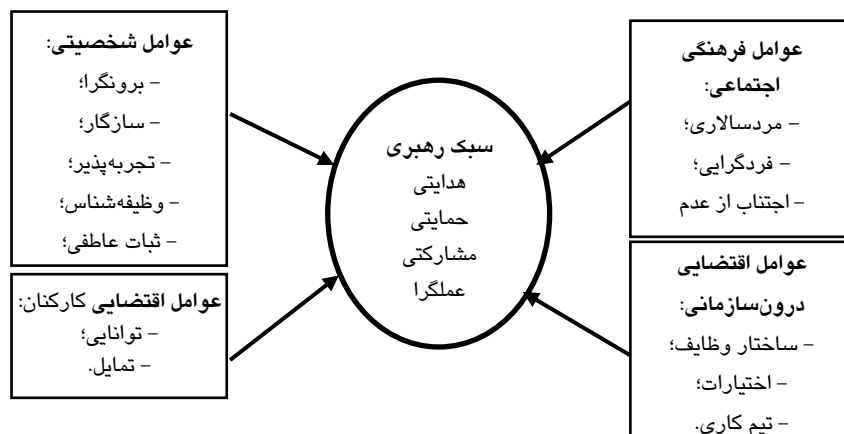 عوامل فرهنگی
اجتماعی:
– مردسالاری؛
– فردگرایی؛
– اجتناب از عدم
عوامل اقتضایی
درون‌سازمانی:
– ساختار وظایف؛
– اختیارات؛
– تیم کاری.
سبک رهبری
هدایتی
حمایتی
مشارکتی
عملگرا
عوامل شخصیتی:
– برونگرا؛
– سازگار؛
– تجربه‌پذیر؛
– وظیفه‌شناس؛
– ثبات عاطفی؛
عوامل اقتضایی کارکنان:
– توانایی؛
– تمایل.